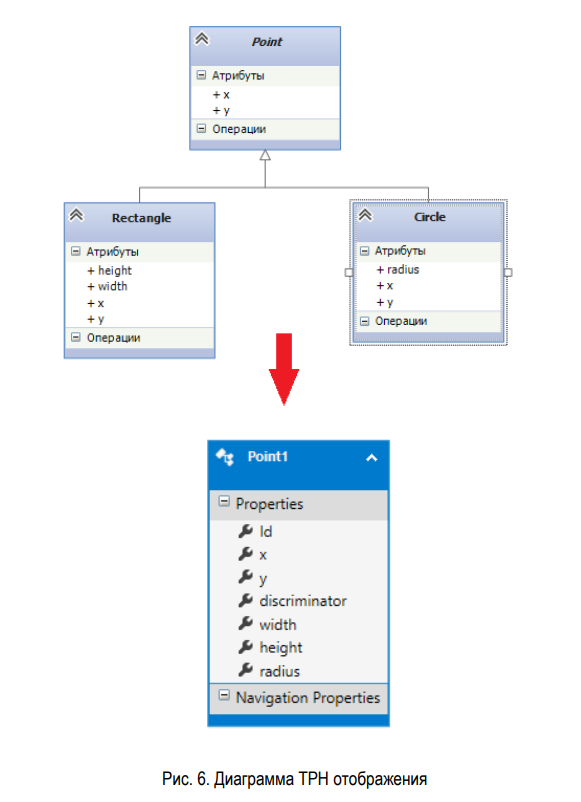 Point
Атрибуты
+ x
+ y
Операции
Rectangle
Атрибуты
+ height
+ width
+ x
+ y
Операции
Circle
Атрибуты
+ radius
+ x
+ y
Операции
Point1
Properties
Id
x
y
discriminator
width
height
radius
Navigation Properties
Рис. 6. Диаграмма TPH отображения